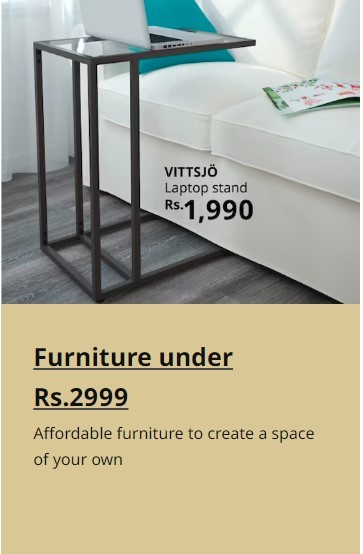 VITTSJÖ
Laptop stand
Rs.1,990
Furniture under
Rs.2999
Affordable furniture to create a space
of your own